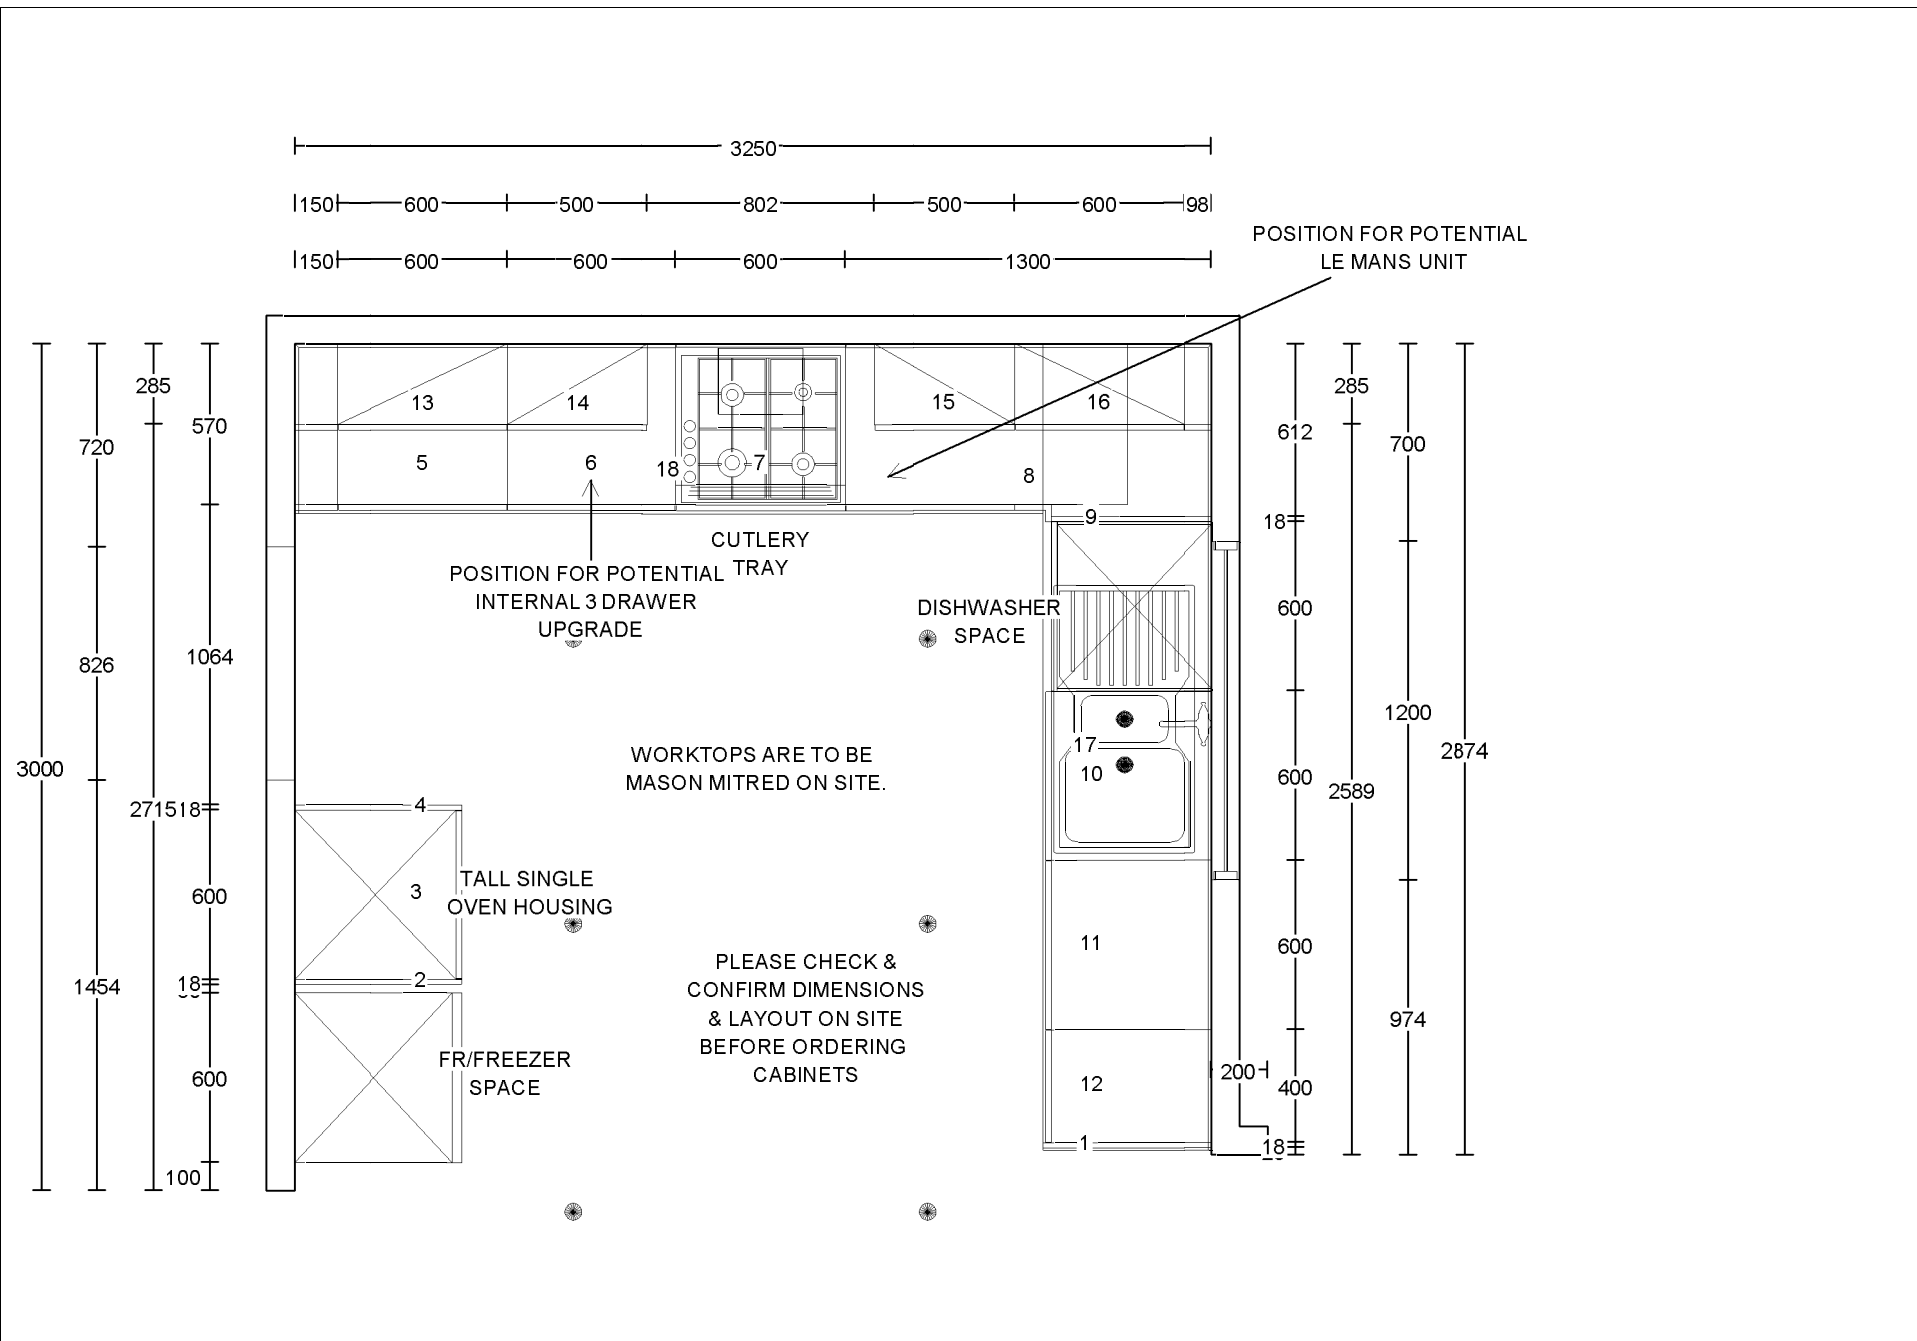 3250
150 600 500 802 500 600 98
150 600 600 600 1300
POSITION FOR POTENTIAL
LE MANS UNIT
285
570
720
826
1064
3000
2715
18
600
1454
18
600
100
13
14
15
16
5
6
18
7
8
9
CUTLERY
TRAY
POSITION FOR POTENTIAL
INTERNAL 3 DRAWER
UPGRADE
DISHWASHER
SPACE
WORKTOPS ARE TO BE
MASON MITRED ON SITE.
17
10
4
3
TALL SINGLE
OVEN HOUSING
2
11
PLEASE CHECK &
CONFIRM DIMENSIONS
& LAYOUT ON SITE
BEFORE ORDERING
CABINETS
FR/FREEZER
SPACE
12
1
285
612
700
18
600
1200
2874
600
2589
600
974
200
400
18